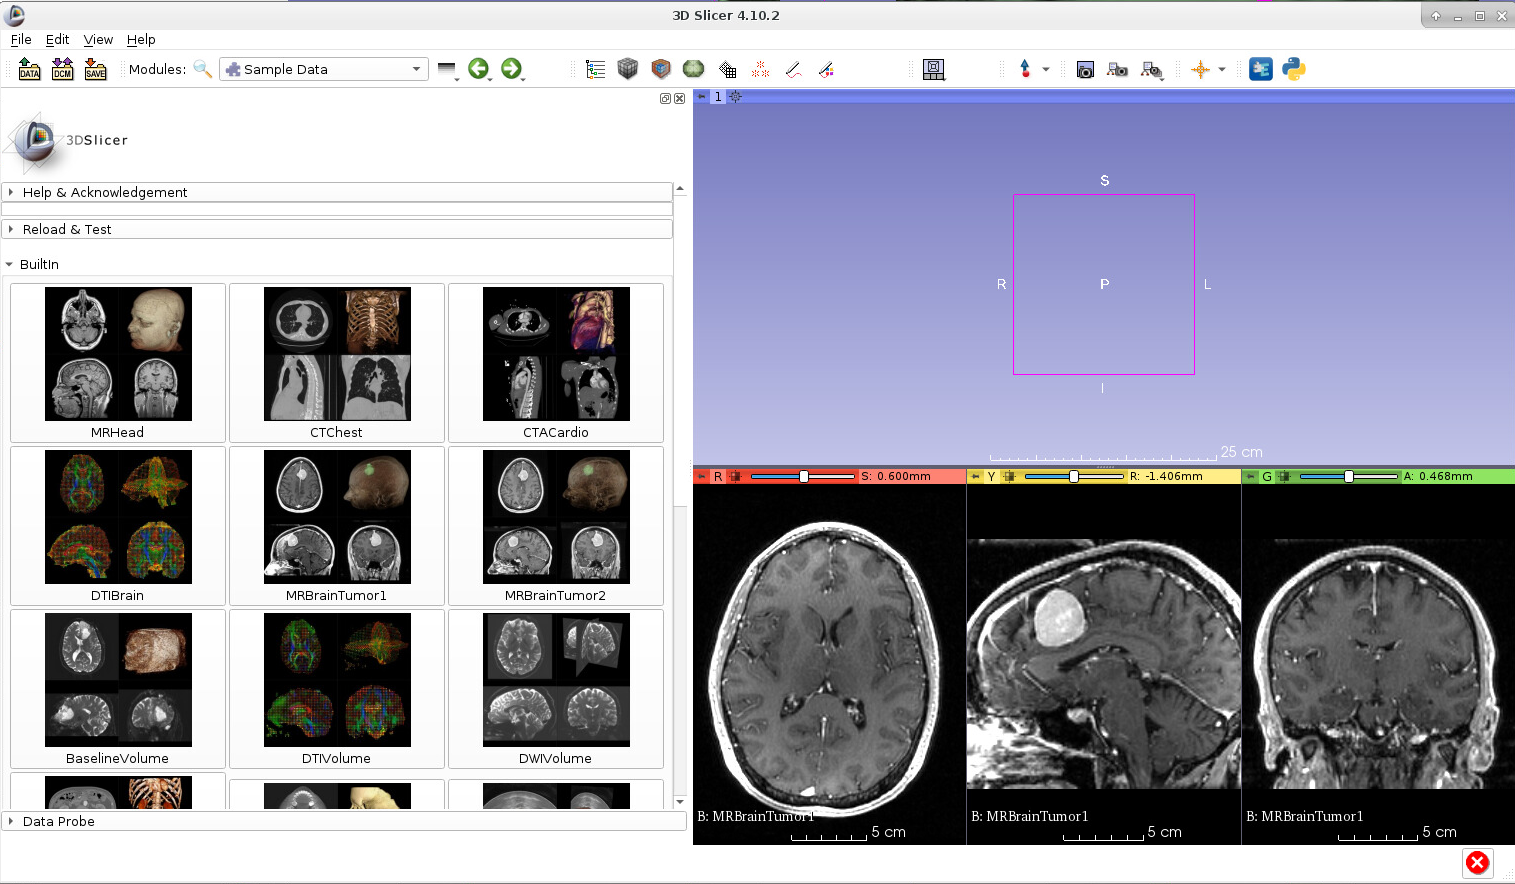 3D Slicer 4.10.2
File Edit View Help
DATA DCM SAVE Modules: Sample Data
1
3DSlicer
Help & Acknowledgement
Reload & Test
BuiltIn
MRHead CTChest CTACardio
DTIBrain MRBrainTumor1 MRBrainTumor2
BaselineVolume DTIVolume DWIVolume
Data Probe
S
R P L
I
25 cm
R S: 0.600mm
Y R: -1.406mm
G A: 0.468mm
B: MRBrainTumor1
5 cm
B: MRBrainTumor1
5 cm
B: MRBrainTumor1
5 cm